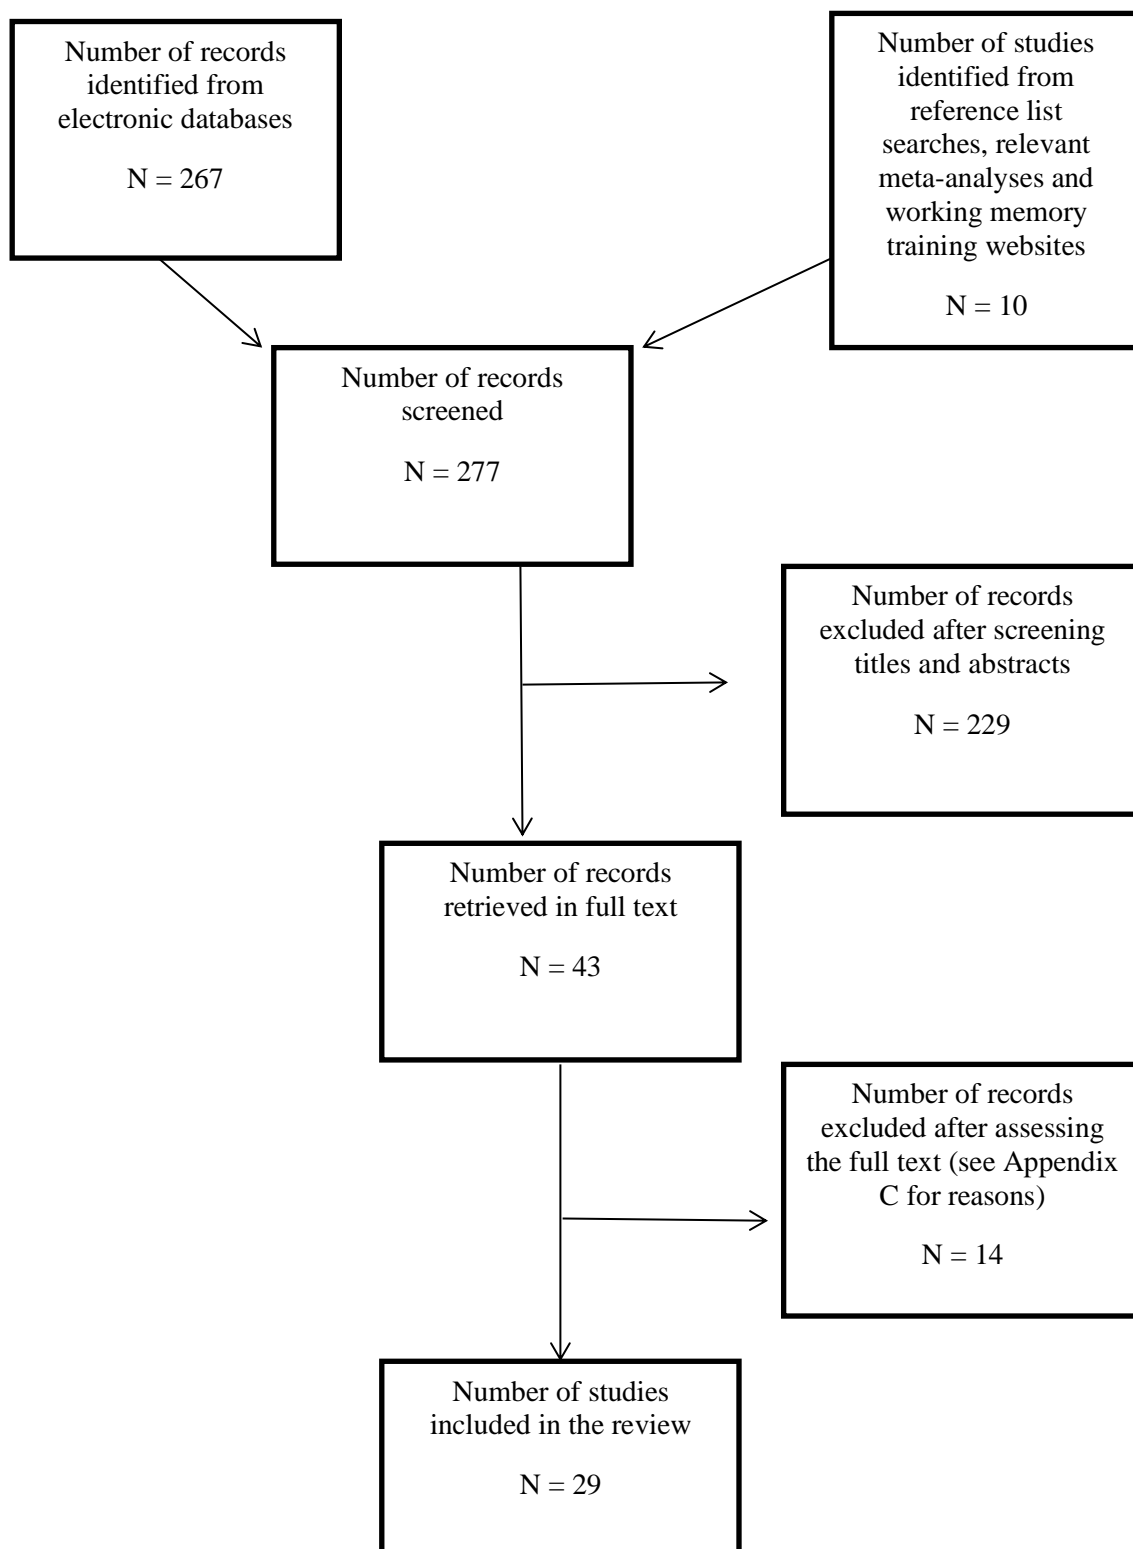 Number of records
identified from
electronic databases
N = 267
Number of studies
identified from
reference list
searches, relevant
meta-analyses and
working memory
training websites
N = 10
Number of records
screened
N = 277
Number of records
excluded after screening
titles and abstracts
N = 229
Number of records
retrieved in full text
N = 43
Number of records
excluded after assessing
the full text (see Appendix
C for reasons)
N = 14
Number of studies
included in the review
N = 29